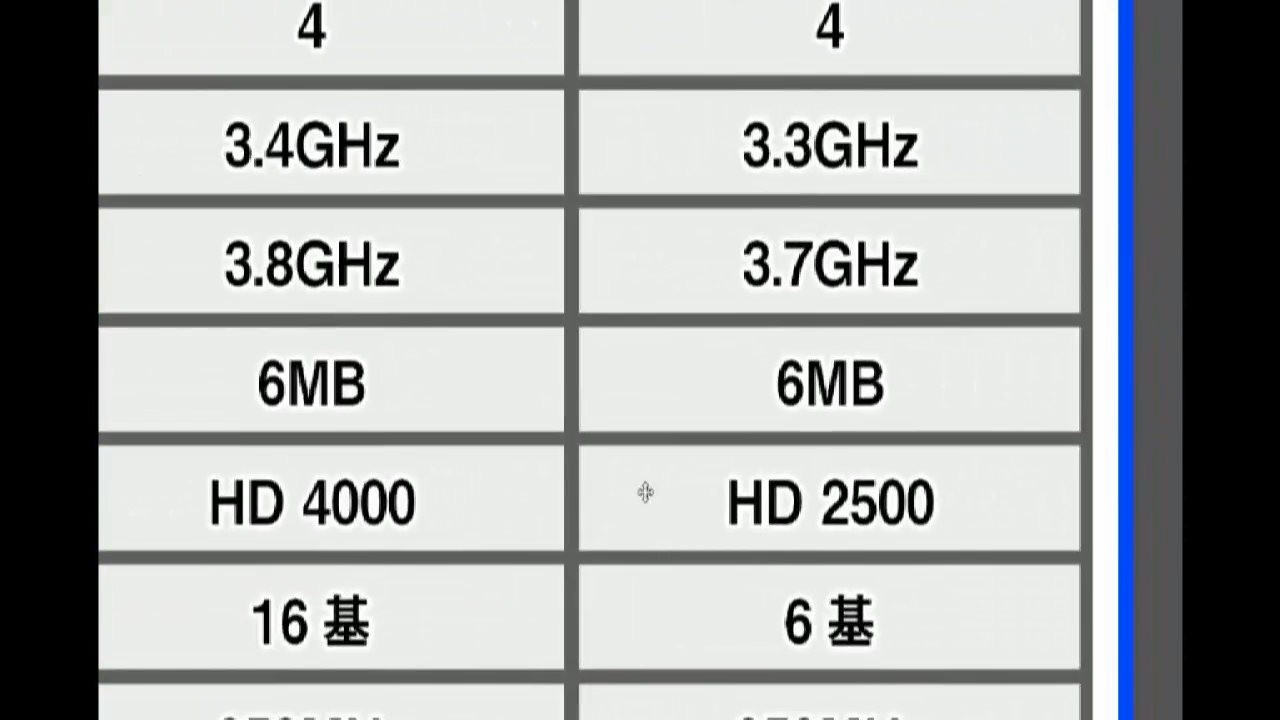 4 4
3.4GHz 3.3GHz
3.8GHz 3.7GHz
6MB 6MB
HD 4000 HD 2500
16 基 6 基